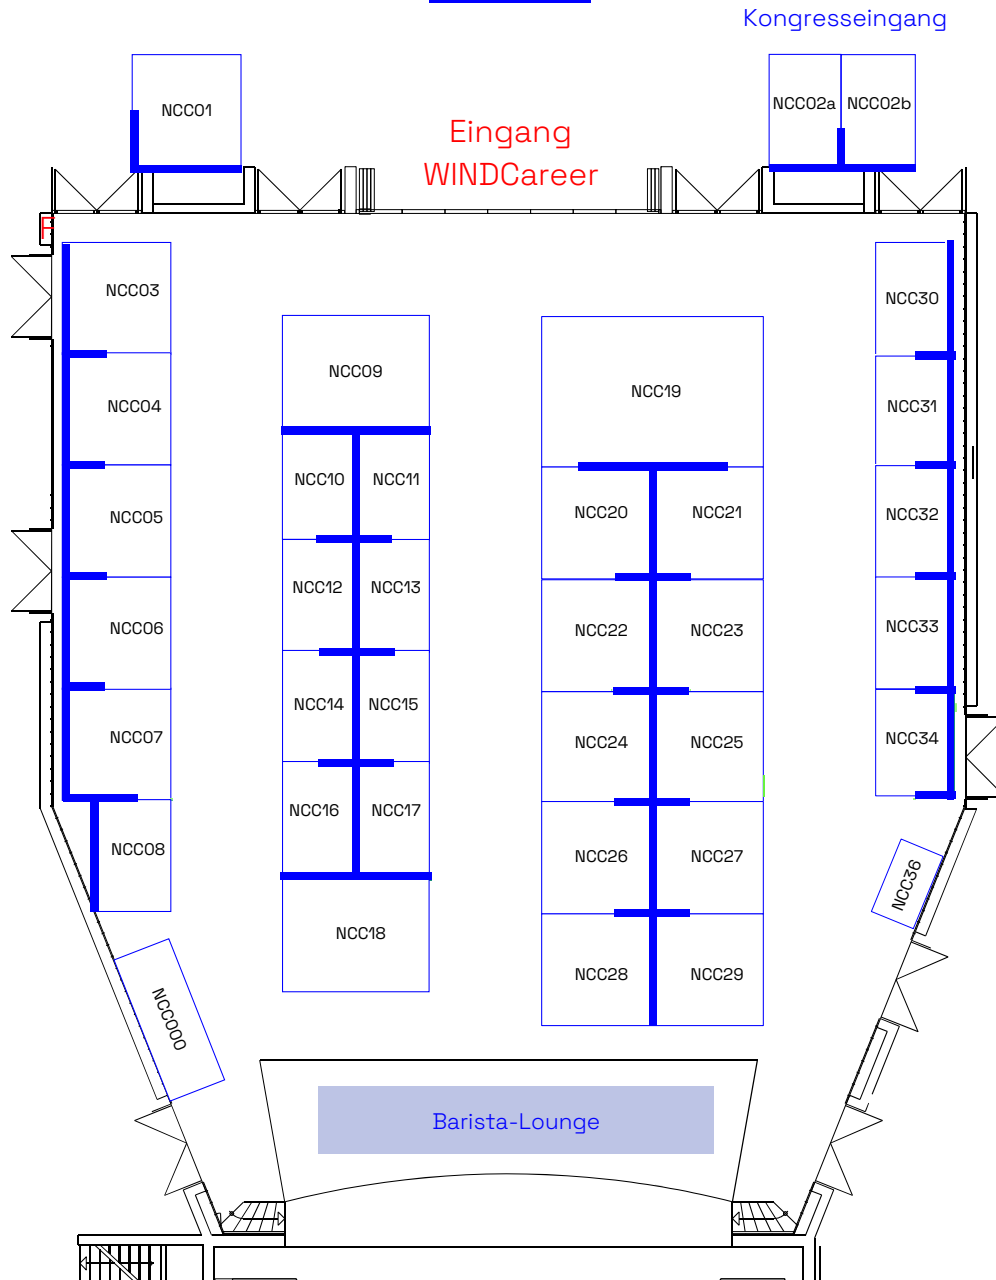 Kongresseingang
NCC01
NCC02a
NCC02b
Eingang
WINDCareer
F
NCC03
NCC30
NCC09
NCC19
NCC04
NCC31
NCC10
NCC11
NCC20
NCC21
NCC05
NCC32
NCC12
NCC13
NCC22
NCC23
NCC06
NCC33
NCC14
NCC15
NCC24
NCC25
NCC07
NCC34
NCC16
NCC17
NCC26
NCC27
NCC08
NCC36
NCC18
NCC28
NCC29
NCC000
Barista-Lounge